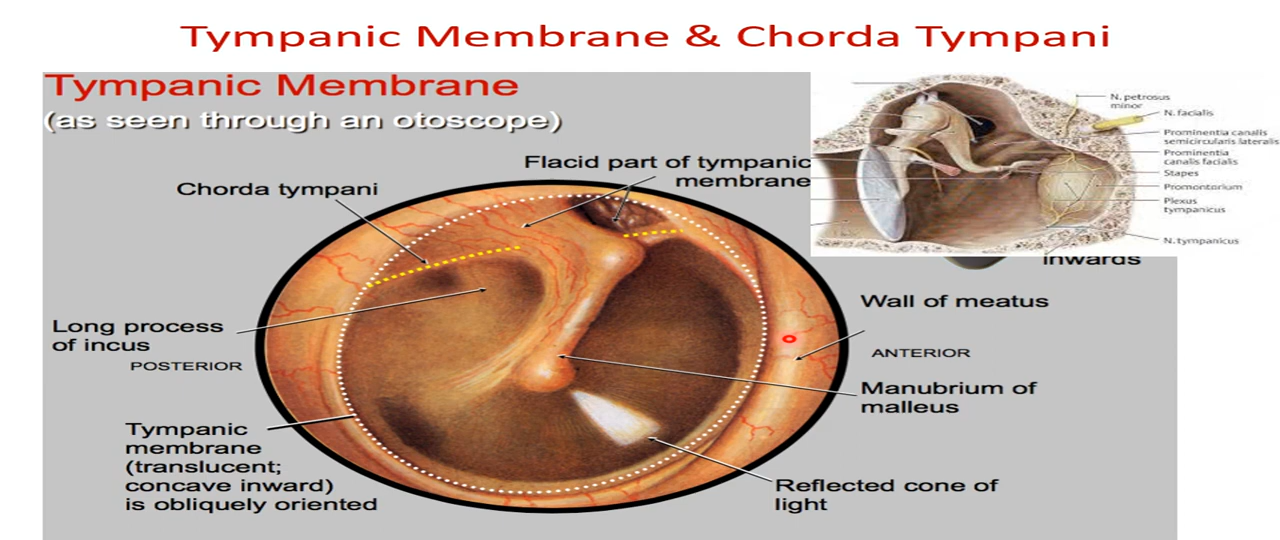 Tympanic Membrane & Chorda Tympani
Tympanic Membrane
(as seen through an otoscope)
Flacid part of tympanic
membrane
Chorda tympani
Long process
of incus
POSTERIOR
Tympanic
membrane
(translucent;
concave inward)
is obliquely oriented
N. petrosus
minor
N. facialis
Prominentia canalis
semicircularis lateralis
Prominentia
canalis facialis
Stapes
Promontorium
Plexus
tympanicus
N. tympanicus
inwards
Wall of meatus
ANTERIOR
Manubrium of
malleus
Reflected cone of
light